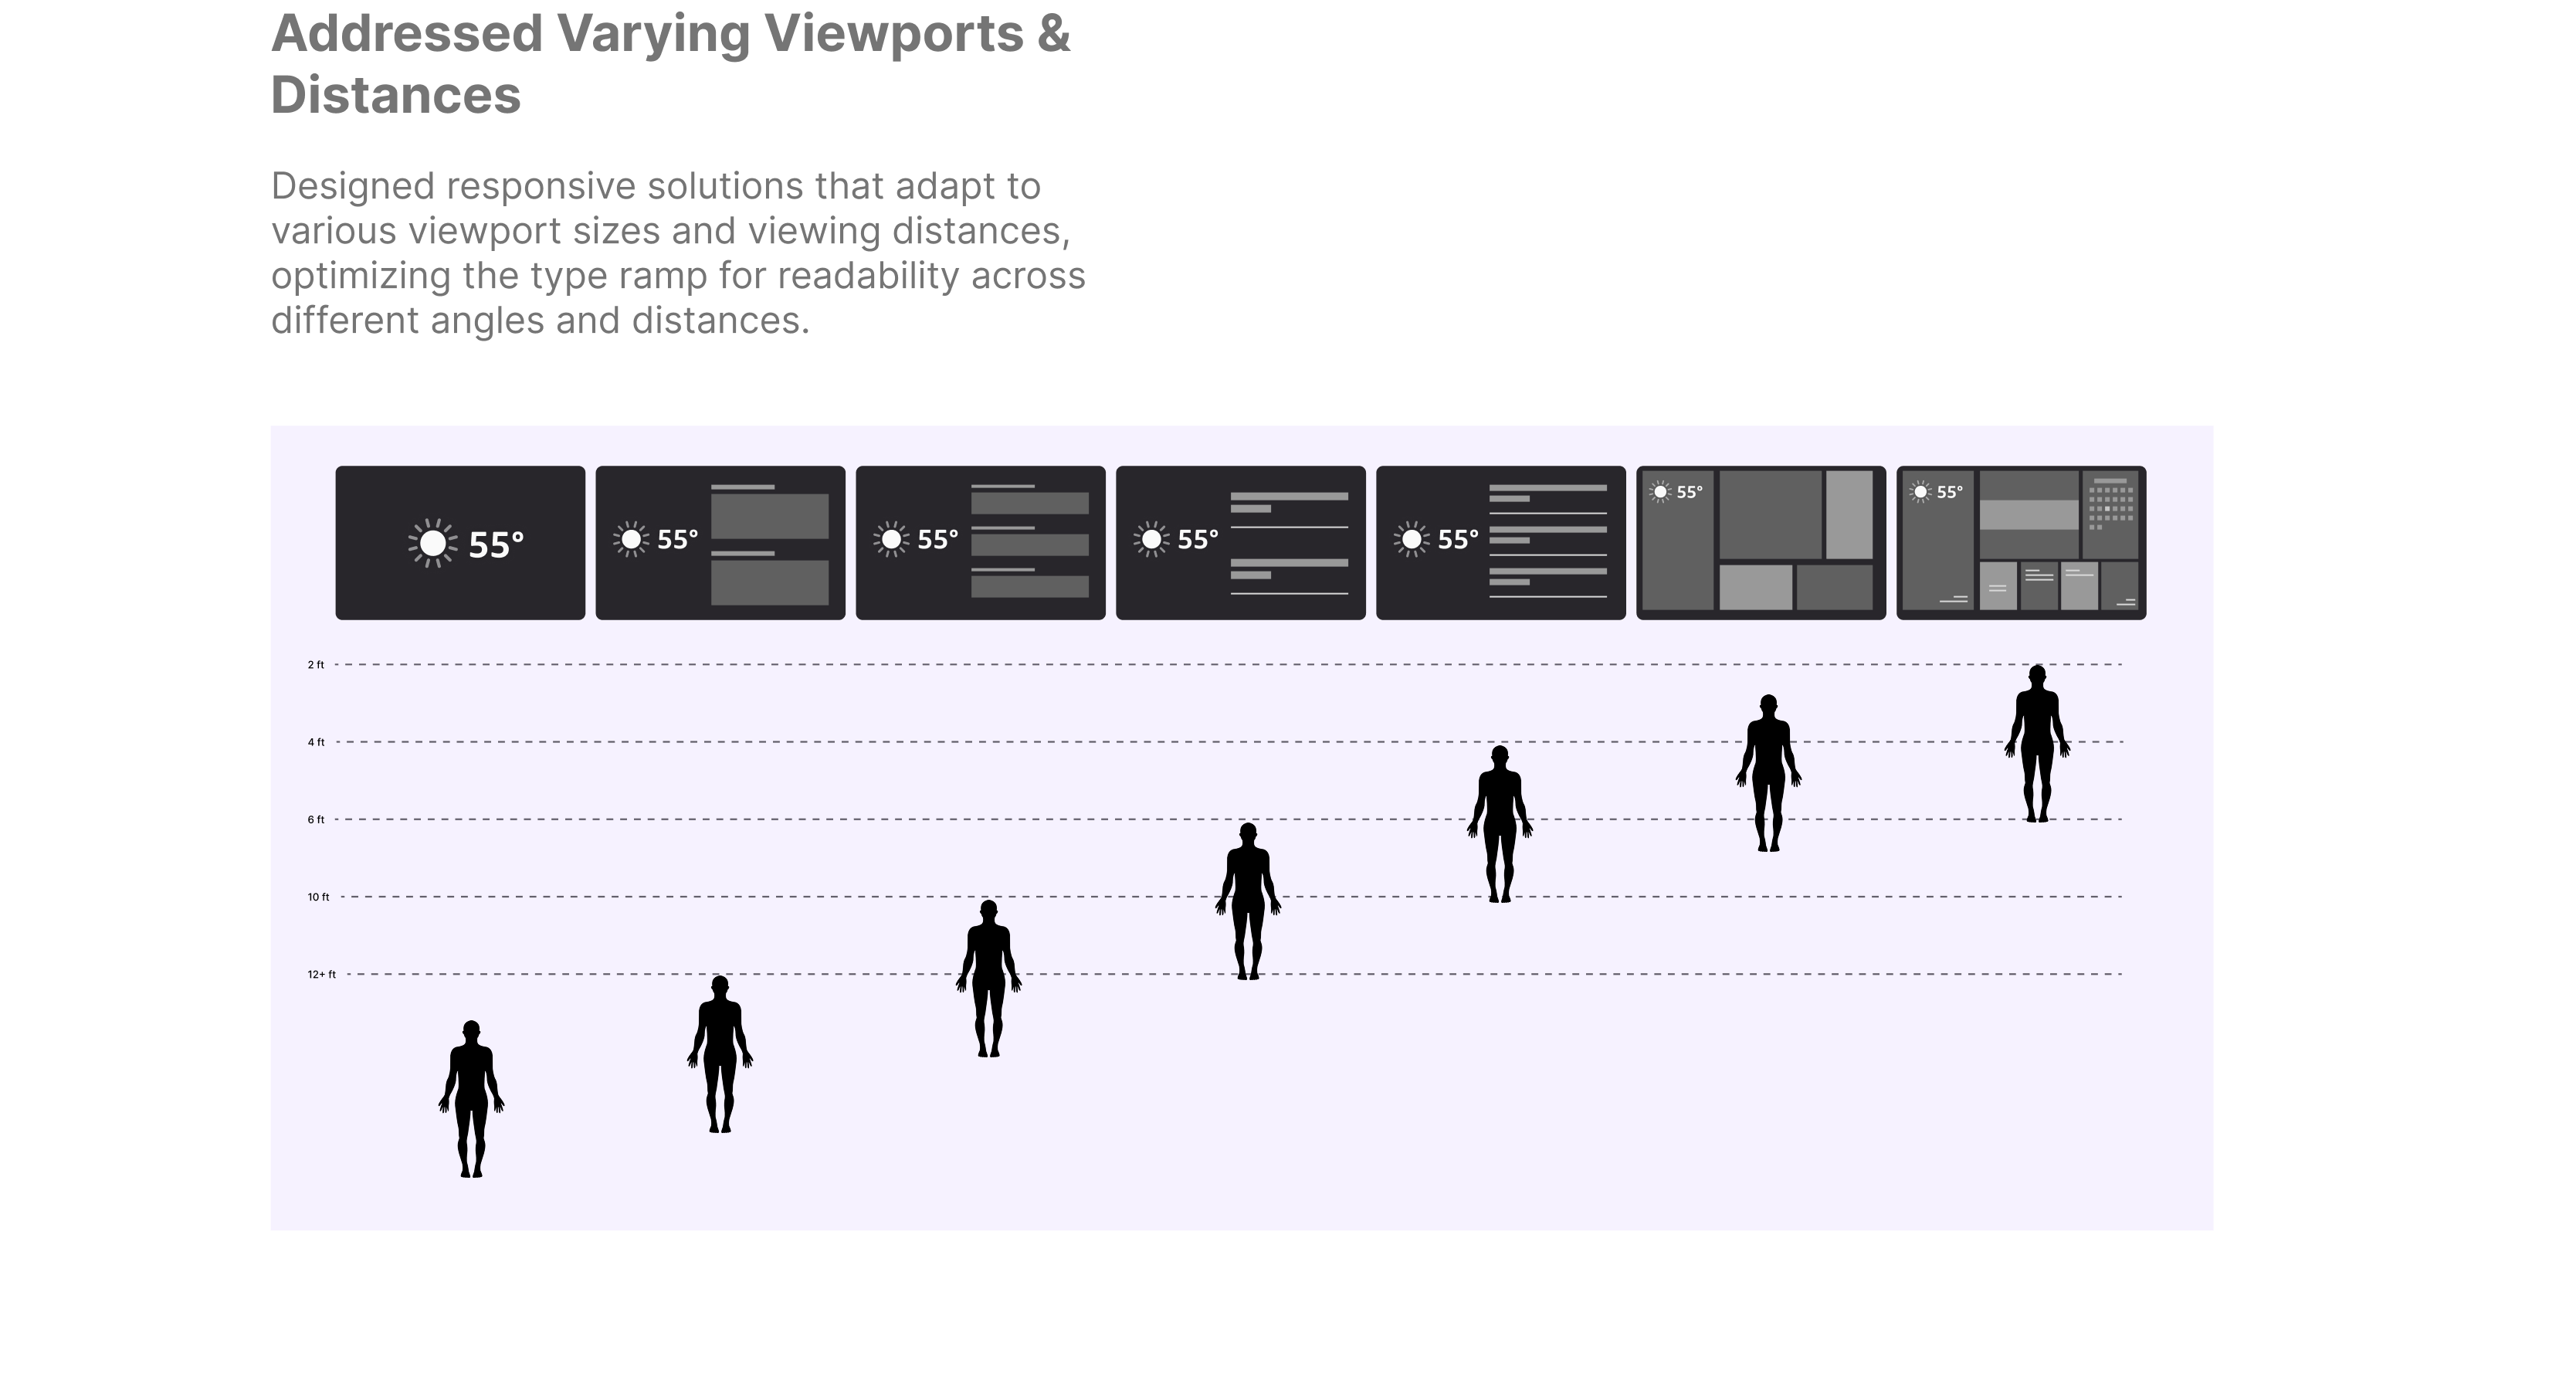 Addressed Varying Viewports &
Distances
Designed responsive solutions that adapt to
various viewport sizes and viewing distances,
optimizing the type ramp for readability across
different angles and distances.
55°
55°
55°
55°
55°
55°
55°
2 ft
4 ft
6 ft
10 ft
12+ ft